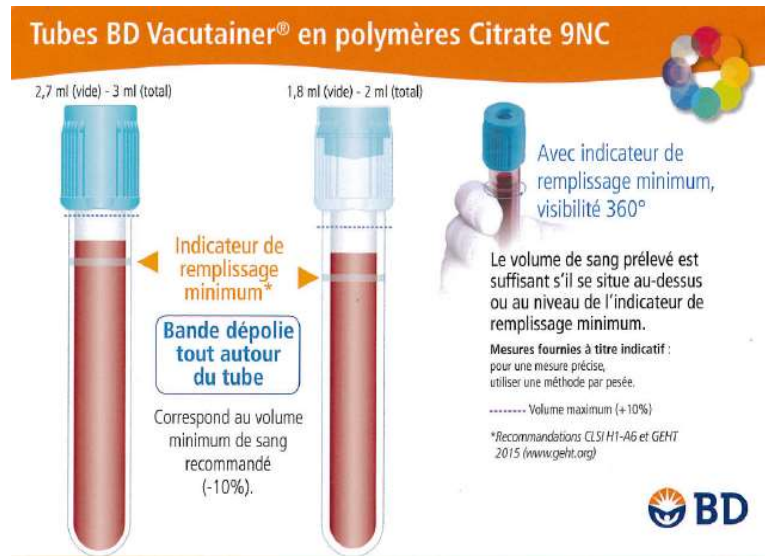 Tubes BD Vacutainer® en polymères Citrate 9NC
2,7 ml (vide) - 3 ml (total)
1,8 ml (vide) - 2 ml (total)
Indicateur de
remplissage
minimum*
Bande dépolie
tout autour
du tube
Correspond au volume
minimum de sang
recommandé
(-10%).
Avec indicateur de
remplissage minimum,
visibilité 360°
Le volume de sang prélevé est
suffisant s'il se situe au-dessus
ou au niveau de l'indicateur de
remplissage minimum.
Mesures fournies à titre indicatif :
pour une mesure précise,
utiliser une méthode par pesée.
-------- Volume maximum (+10%)
*Recommandations CLSI H1-A6 et GEHT
2015 (www.geht.org)
BD